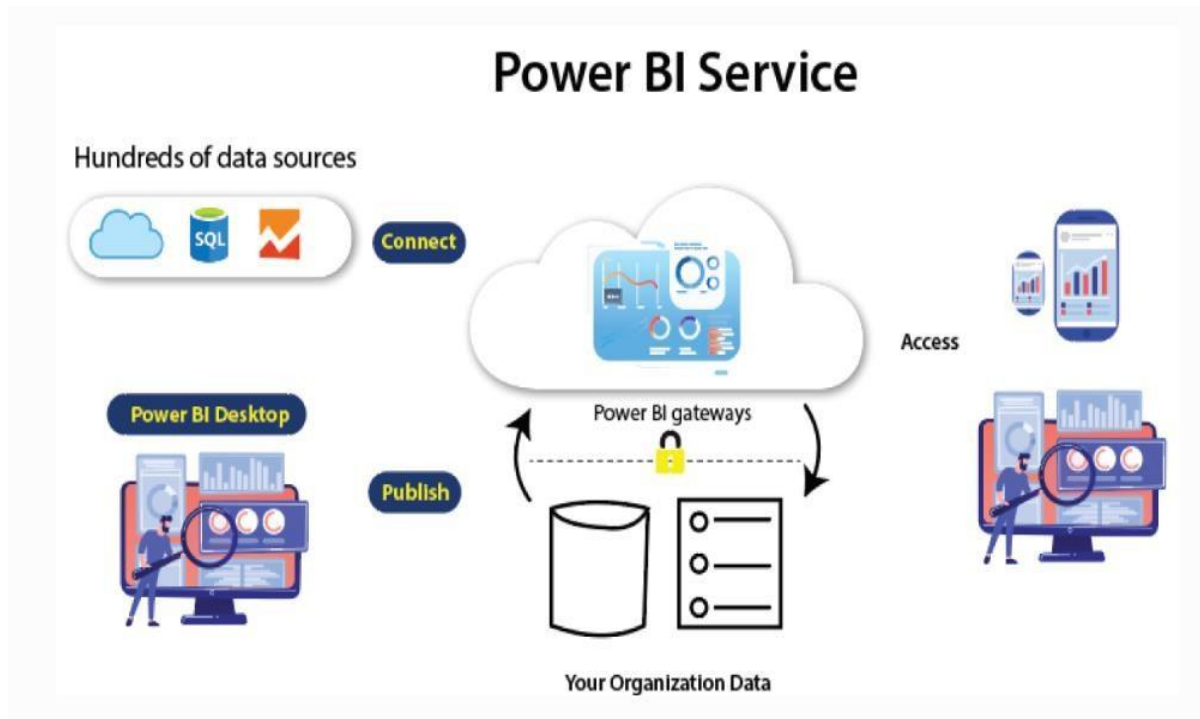 Power BI Service
Hundreds of data sources
SQL
Connect
Access
Power BI Desktop
Power BI gateways
Publish
Your Organization Data